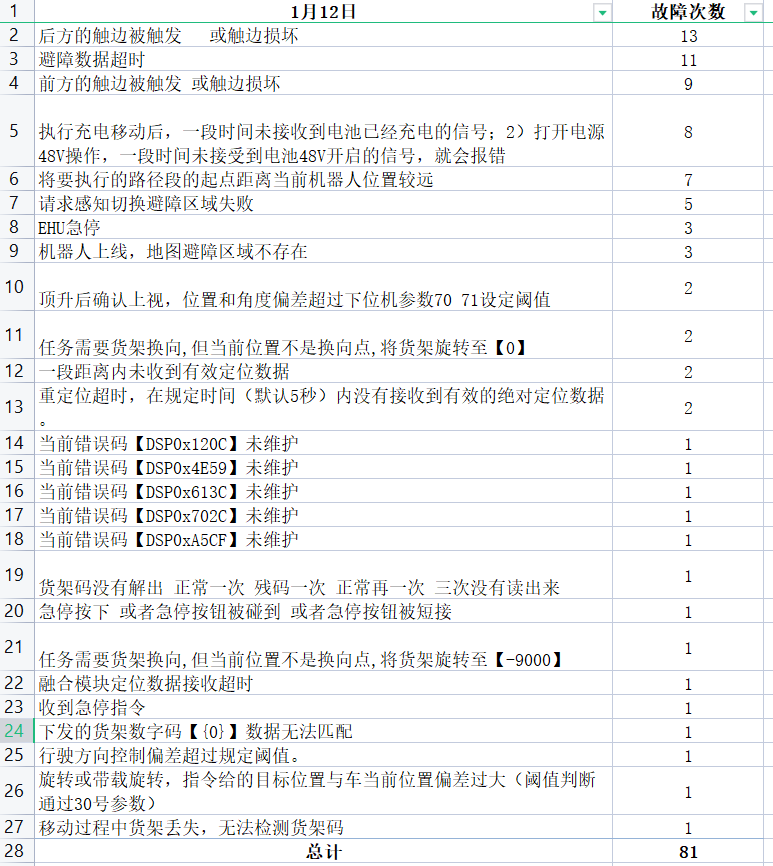 1 1月12日 故障次数
2 后方的触边被触发 或触边损坏 13
3 避障数据超时 11
4 前方的触边被触发 或触边损坏 9
5 执行充电移动后，一段时间未接收到电池已经充电的信号；2）打开电源 8
48V操作，一段时间未接受到电池48V开启的信号，就会报错
6 将要执行的路径段的起点距离当前机器人位置较远 7
7 请求感知切换避障区域失败 5
8 EHU急停 3
9 机器人上线，地图避障区域不存在 3
10 顶升后确认上视，位置和角度偏差超过下位机参数70 71设定阈值 2
11 任务需要货架换向,但当前位置不是换向点,将货架旋转至【0】 2
12 一段距离内未收到有效定位数据 2
13 重定位超时，在规定时间（默认5秒）内没有接收到有效的绝对定位数据 2
。
14 当前错误码【DSP0x120C】未维护 1
15 当前错误码【DSP0x4E59】未维护 1
16 当前错误码【DSP0x613C】未维护 1
17 当前错误码【DSP0x702C】未维护 1
18 当前错误码【DSP0xA5CF】未维护 1
19 货架码没有解出 正常一次 残码一次 正常再一次 三次没有读出来 1
20 急停按下 或者急停按钮被碰到 或者急停按钮被短接 1
21 任务需要货架换向,但当前位置不是换向点,将货架旋转至【-9000】 1
22 融合模块定位数据接收超时 1
23 收到急停指令 1
24 下发的货架数字码【{0}】数据无法匹配 1
25 行驶方向控制偏差超过规定阈值。 1
26 旋转或带载旋转，指令给的目标位置与车当前位置偏差过大（阈值判断 1
通过30号参数）
27 移动过程中货架丢失，无法检测货架码 1
28 总计 81